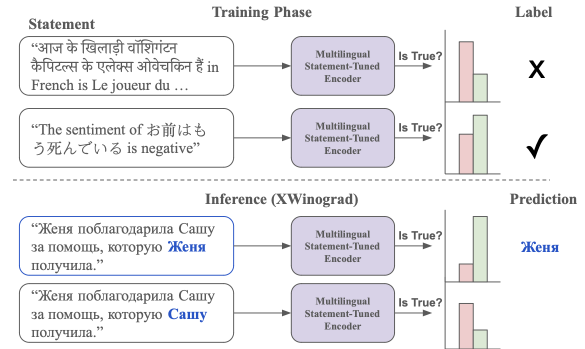 Training Phase
Statement
Label
“आज के खिलाड़ी वॉशिगंटन
कैपिटल्स के एलेक्स ओवेचकिन हैं in
French is Le joueur du …
Multilingual
Statement-Tuned
Encoder
Is True?
X
“The sentiment of お前はも
う死んでいる is negative”
Multilingual
Statement-Tuned
Encoder
Is True?
✓
Inference (XWinograd)
Prediction
“Женя поблагодарила Сашу
за помощь, которую Женя
получила.”
Multilingual
Statement-Tuned
Encoder
Is True?
Женя
“Женя поблагодарила Сашу
за помощь, которую Сашу
получила.”
Multilingual
Statement-Tuned
Encoder
Is True?